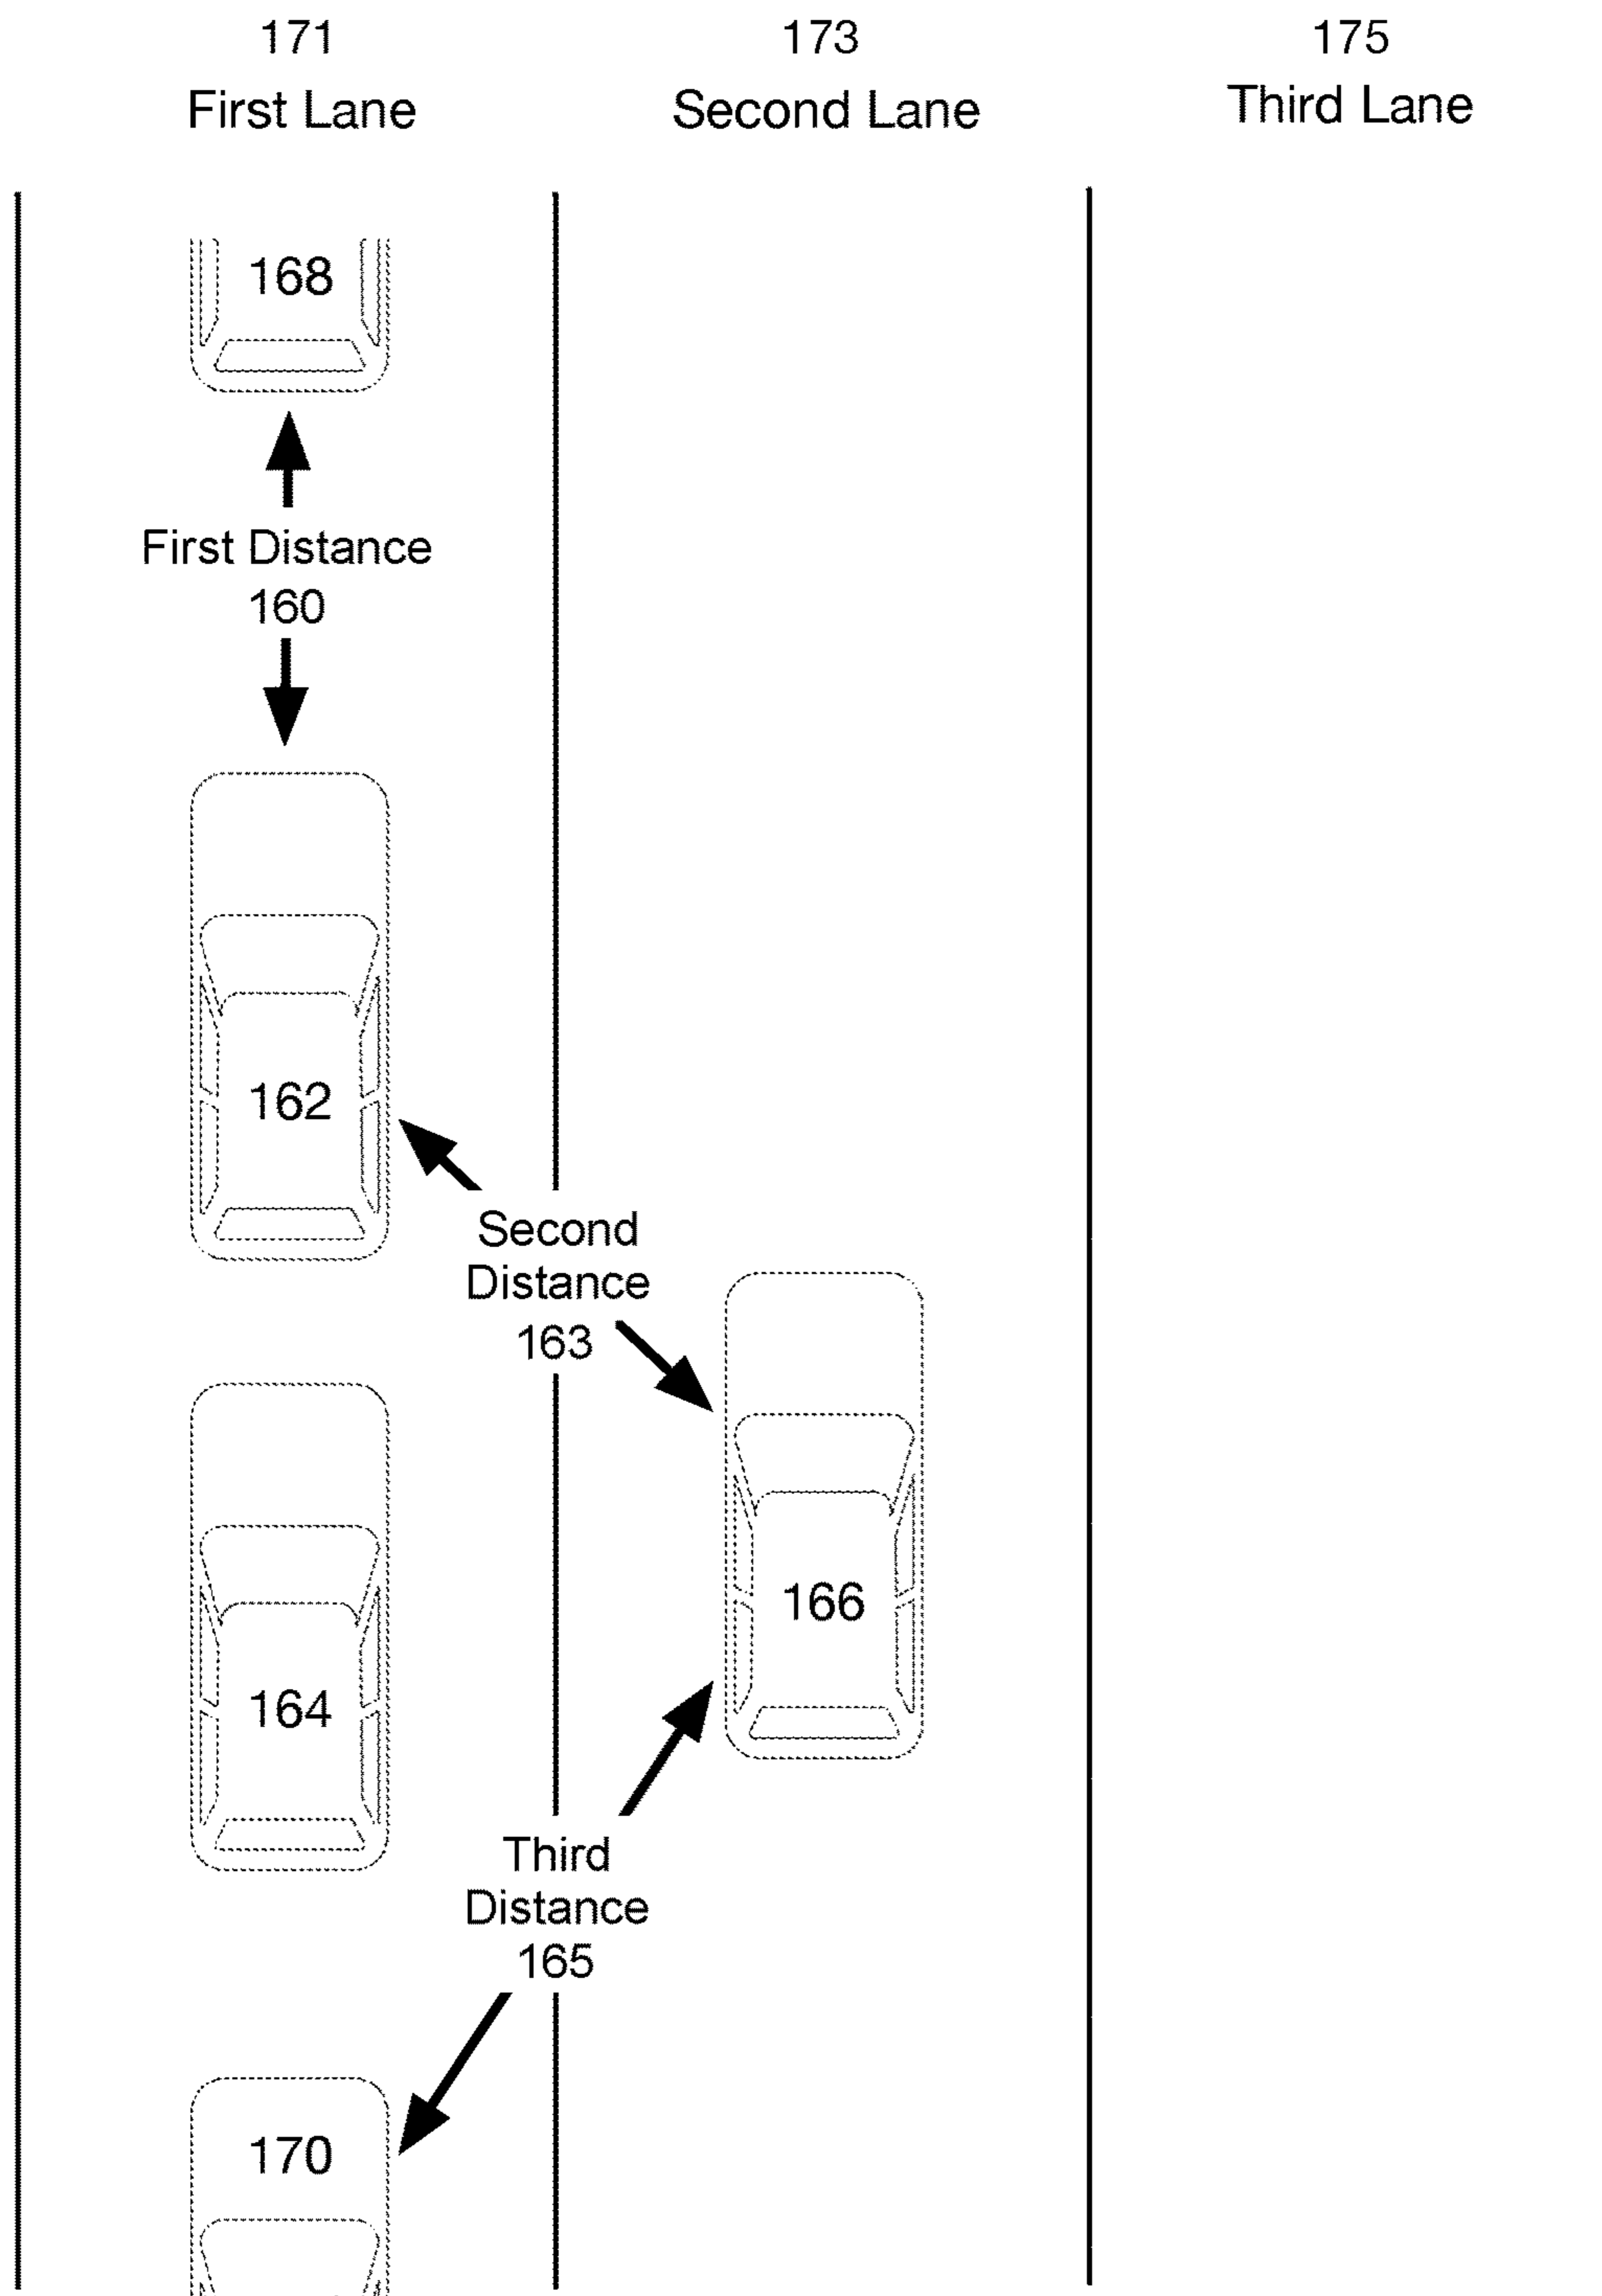 171
First Lane
173
Second Lane
175
Third Lane
168
First Distance
160
162
Second
Distance
163
166
164
Third
Distance
165
170